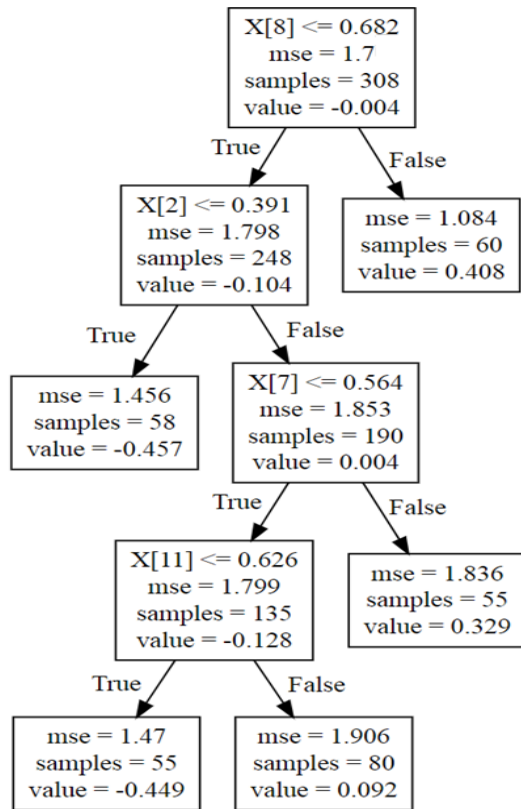 X[8] <= 0.682
mse = 1.7
samples = 308
value = -0.004
True
False
X[2] <= 0.391
mse = 1.798
samples = 248
value = -0.104
mse = 1.084
samples = 60
value = 0.408
True
False
mse = 1.456
samples = 58
value = -0.457
X[7] <= 0.564
mse = 1.853
samples = 190
value = 0.004
True
False
X[11] <= 0.626
mse = 1.799
samples = 135
value = -0.128
mse = 1.836
samples = 55
value = 0.329
True
False
mse = 1.47
samples = 55
value = -0.449
mse = 1.906
samples = 80
value = 0.092